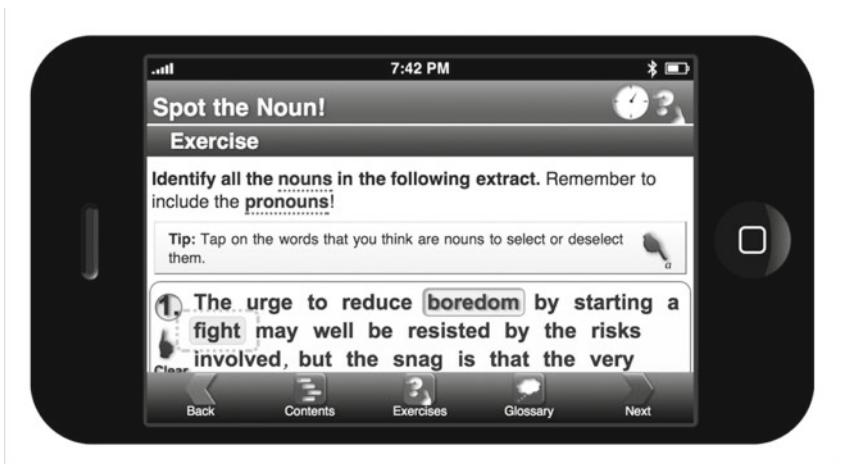 7:42 PM
Spot the Noun!
Exercise
Identify all the nouns in the following extract. Remember to
include the pronouns!
Tip: Tap on the words that you think are nouns to select or deselect
them.
a
1. The urge to reduce boredom by starting a
fight may well be resisted by the risks
involved, but the snag is that the very
Clear
Back Contents Exercises Glossary Next